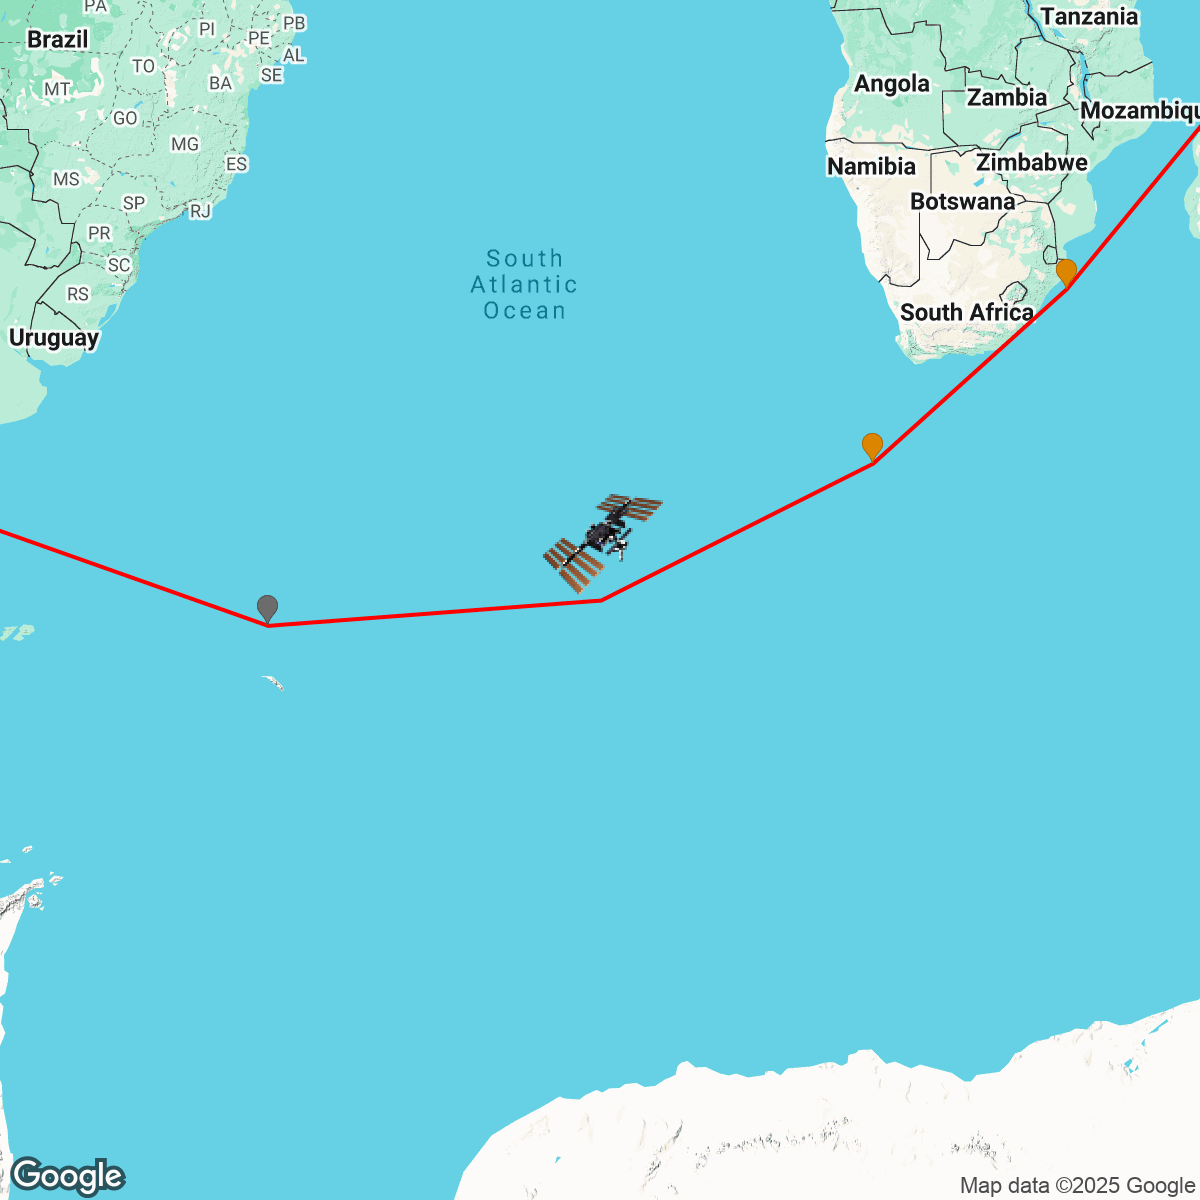 PA
PI
PB
PE
Brazil
AL
TO
SE
BA
MT
GO
MG
ES
MS
SP
RJ
PR
SC
RS
Uruguay
South
Atlantic
Ocean
Tanzania
Angola
Zambia
Mozambiqu
Namibia
Zimbabwe
Botswana
South Africa
Google
Map data ©2025 Google